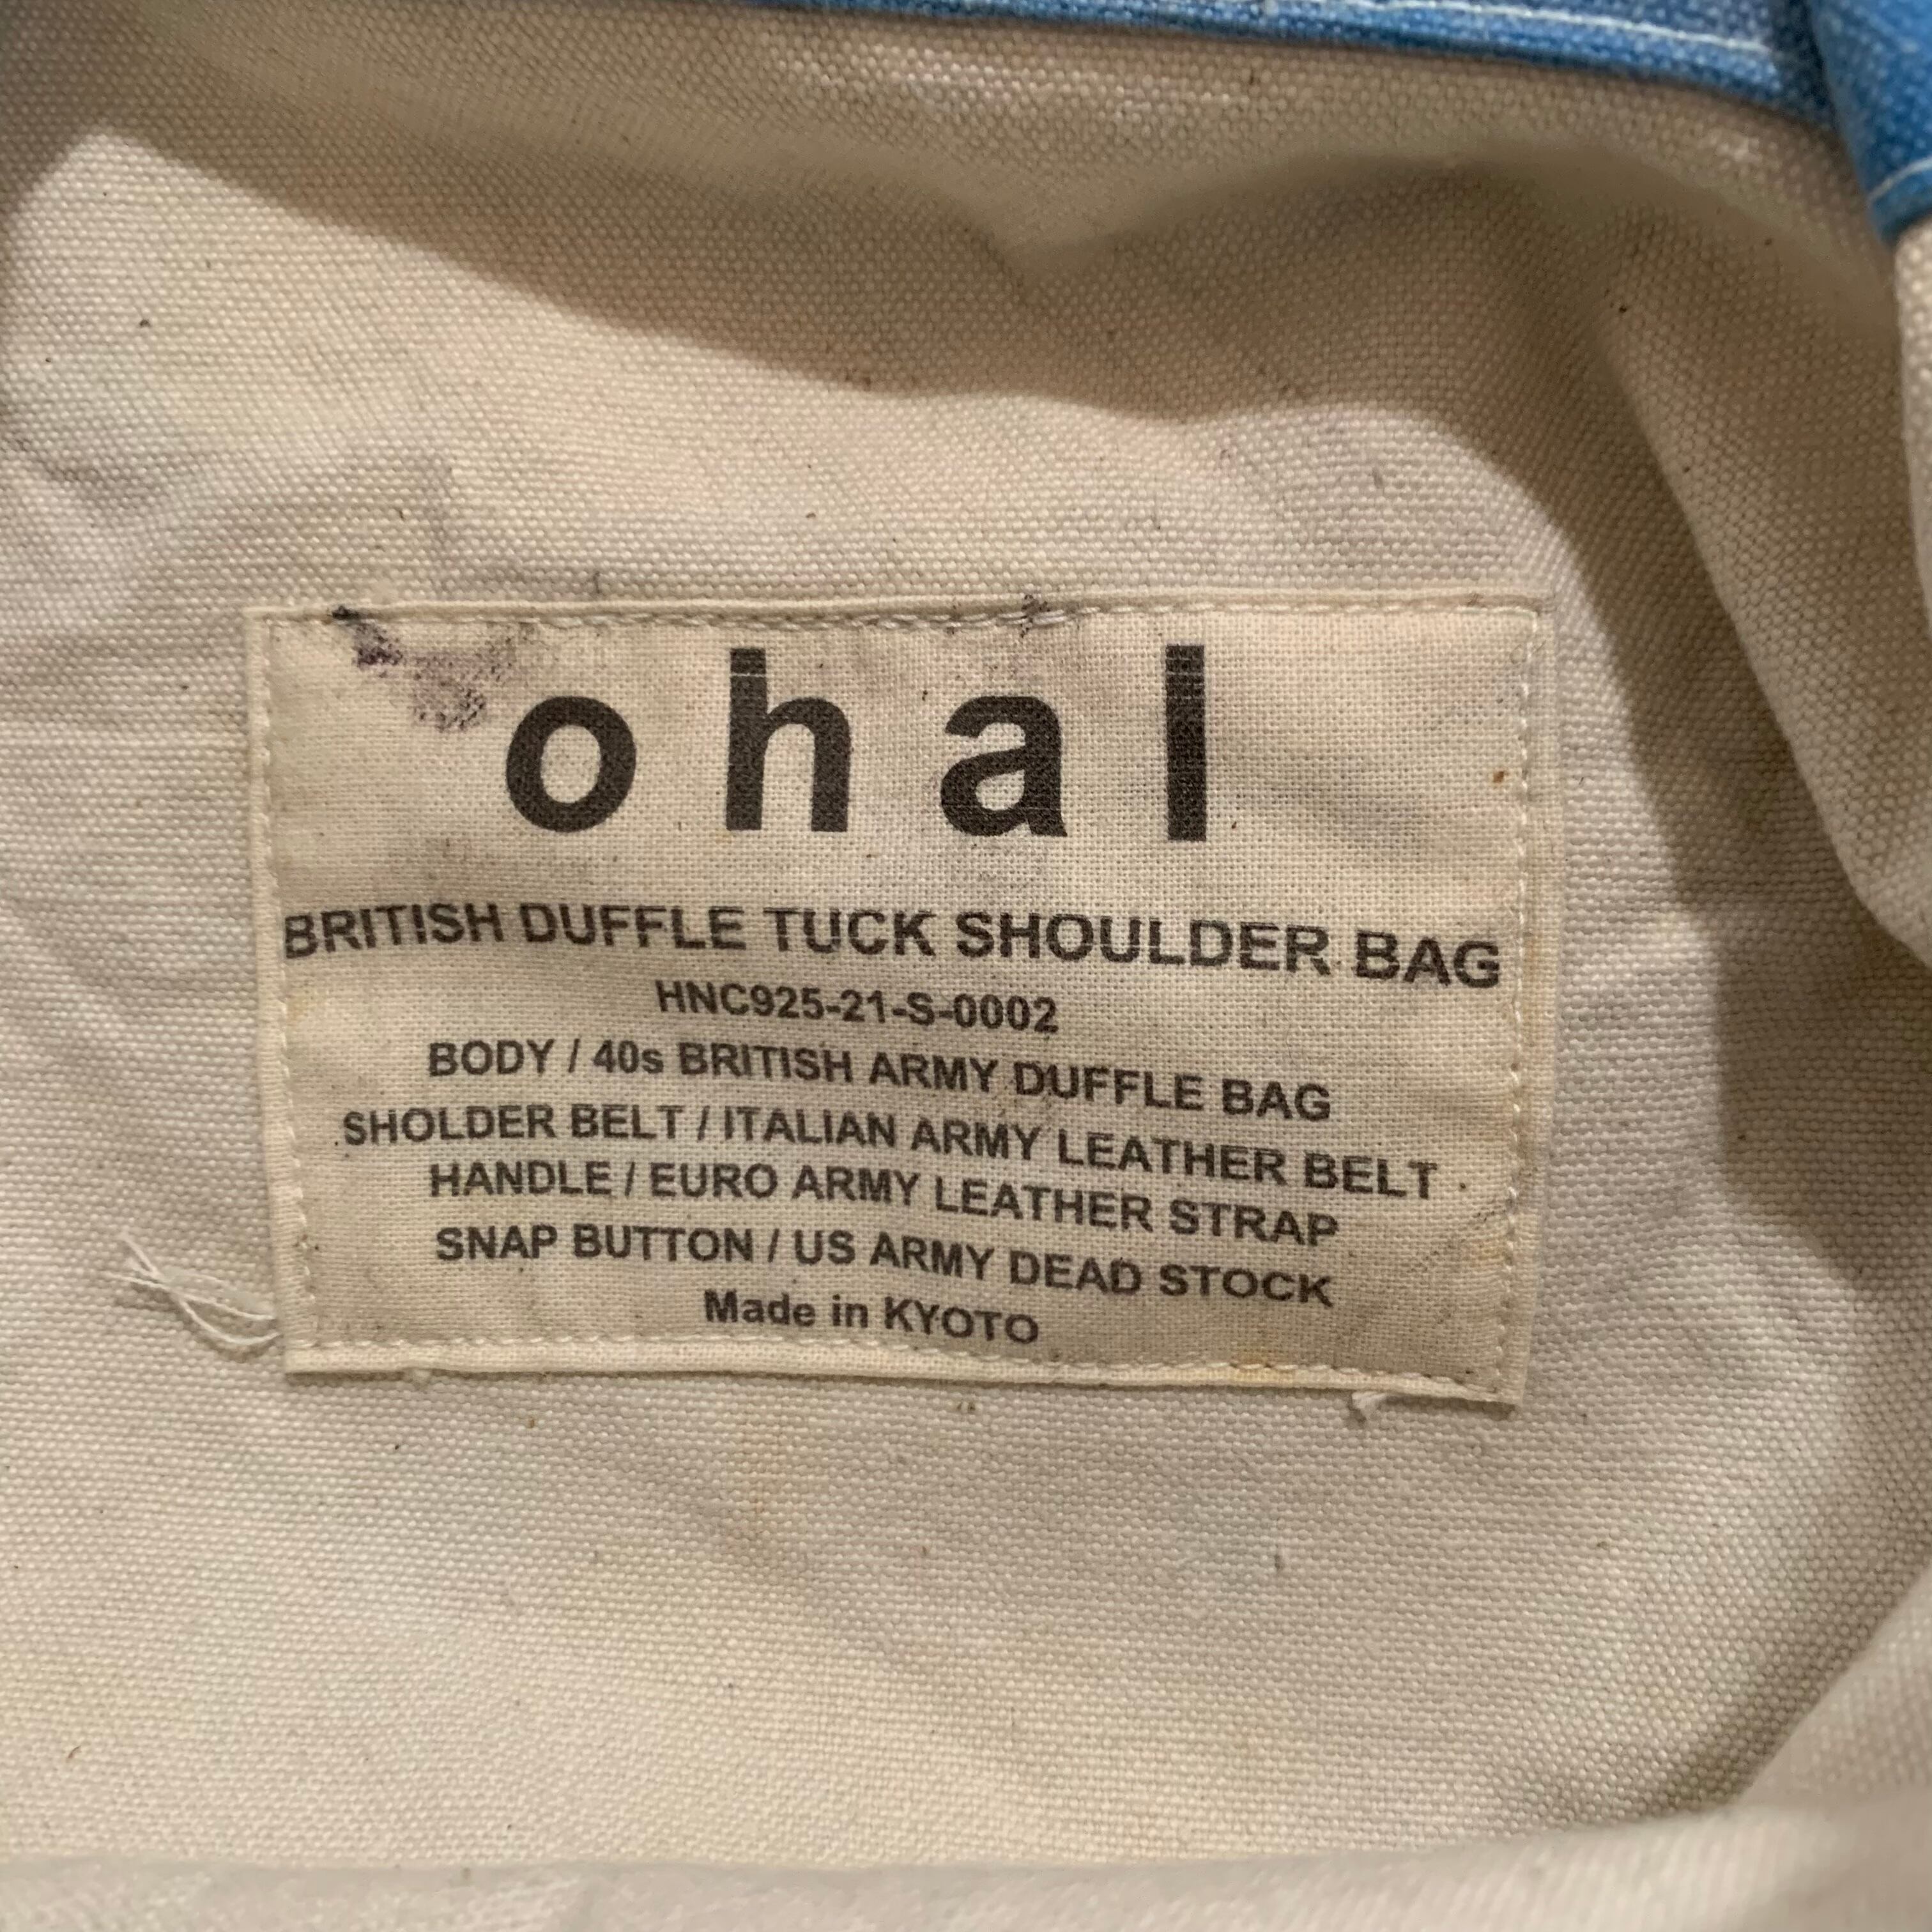 ohal
BRITISH DUFFLE TUCK SHOULDER BAG
HNC925-21-S-0002
BODY / 40s BRITISH ARMY DUFFLE BAG
SHOLDER BELT / ITALIAN ARMY LEATHER BELT
HANDLE / EURO ARMY LEATHER STRAP
SNAP BUTTON / US ARMY DEAD STOCK
Made in KYOTO